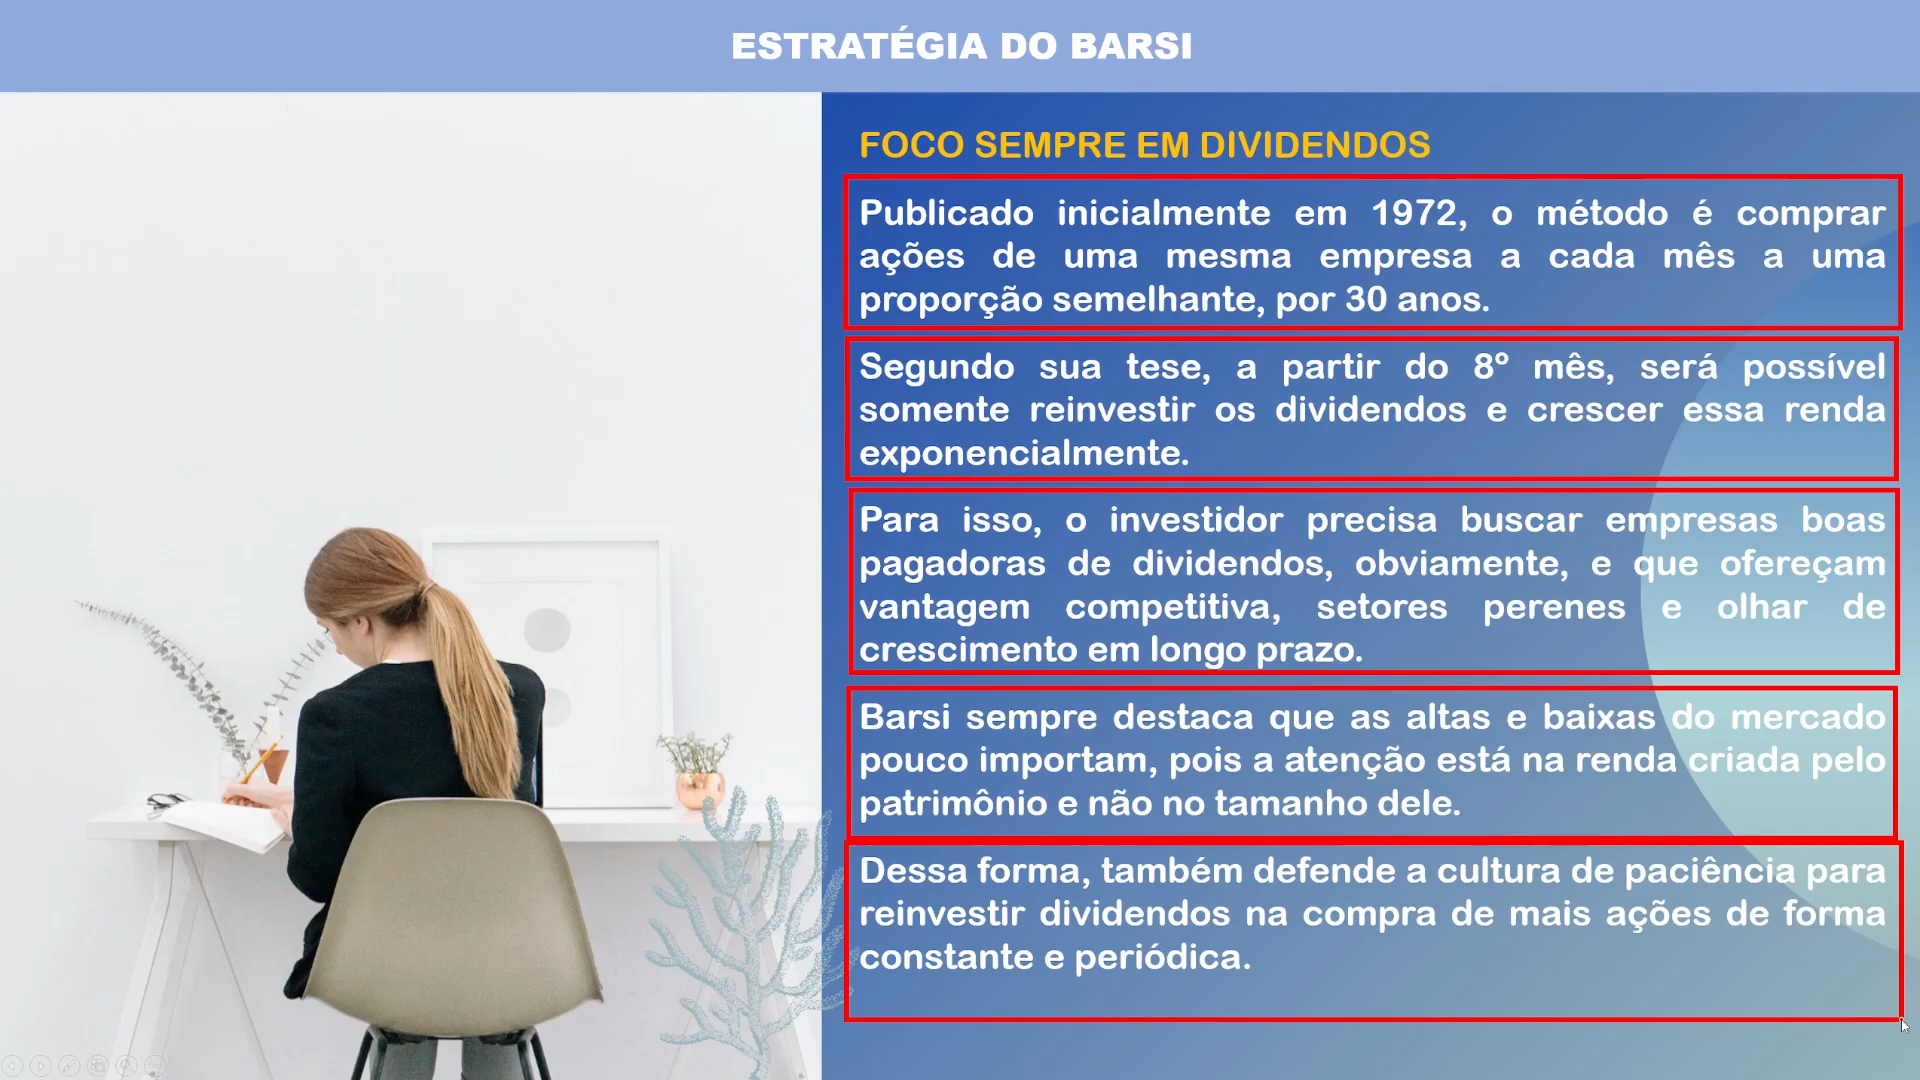 ESTRATÉGIA DO BARSI
FOCO SEMPRE EM DIVIDENDOS
Publicado inicialmente em 1972, o método é comprar
ações de uma mesma empresa a cada mês a uma
proporção semelhante, por 30 anos.
Segundo sua tese, a partir do 8º mês, será possível
somente reinvestir os dividendos e crescer essa renda
exponencialmente.
Para isso, o investidor precisa buscar empresas boas
pagadoras de dividendos, obviamente, e que ofereçam
vantagem competitiva, setores perenes e olhar de
crescimento em longo prazo.
Barsi sempre destaca que as altas e baixas do mercado
pouco importam, pois a atenção está na renda criada pelo
patrimônio e não no tamanho dele.
Dessa forma, também defende a cultura de paciência para
reinvestir dividendos na compra de mais ações de forma
constante e periódica.